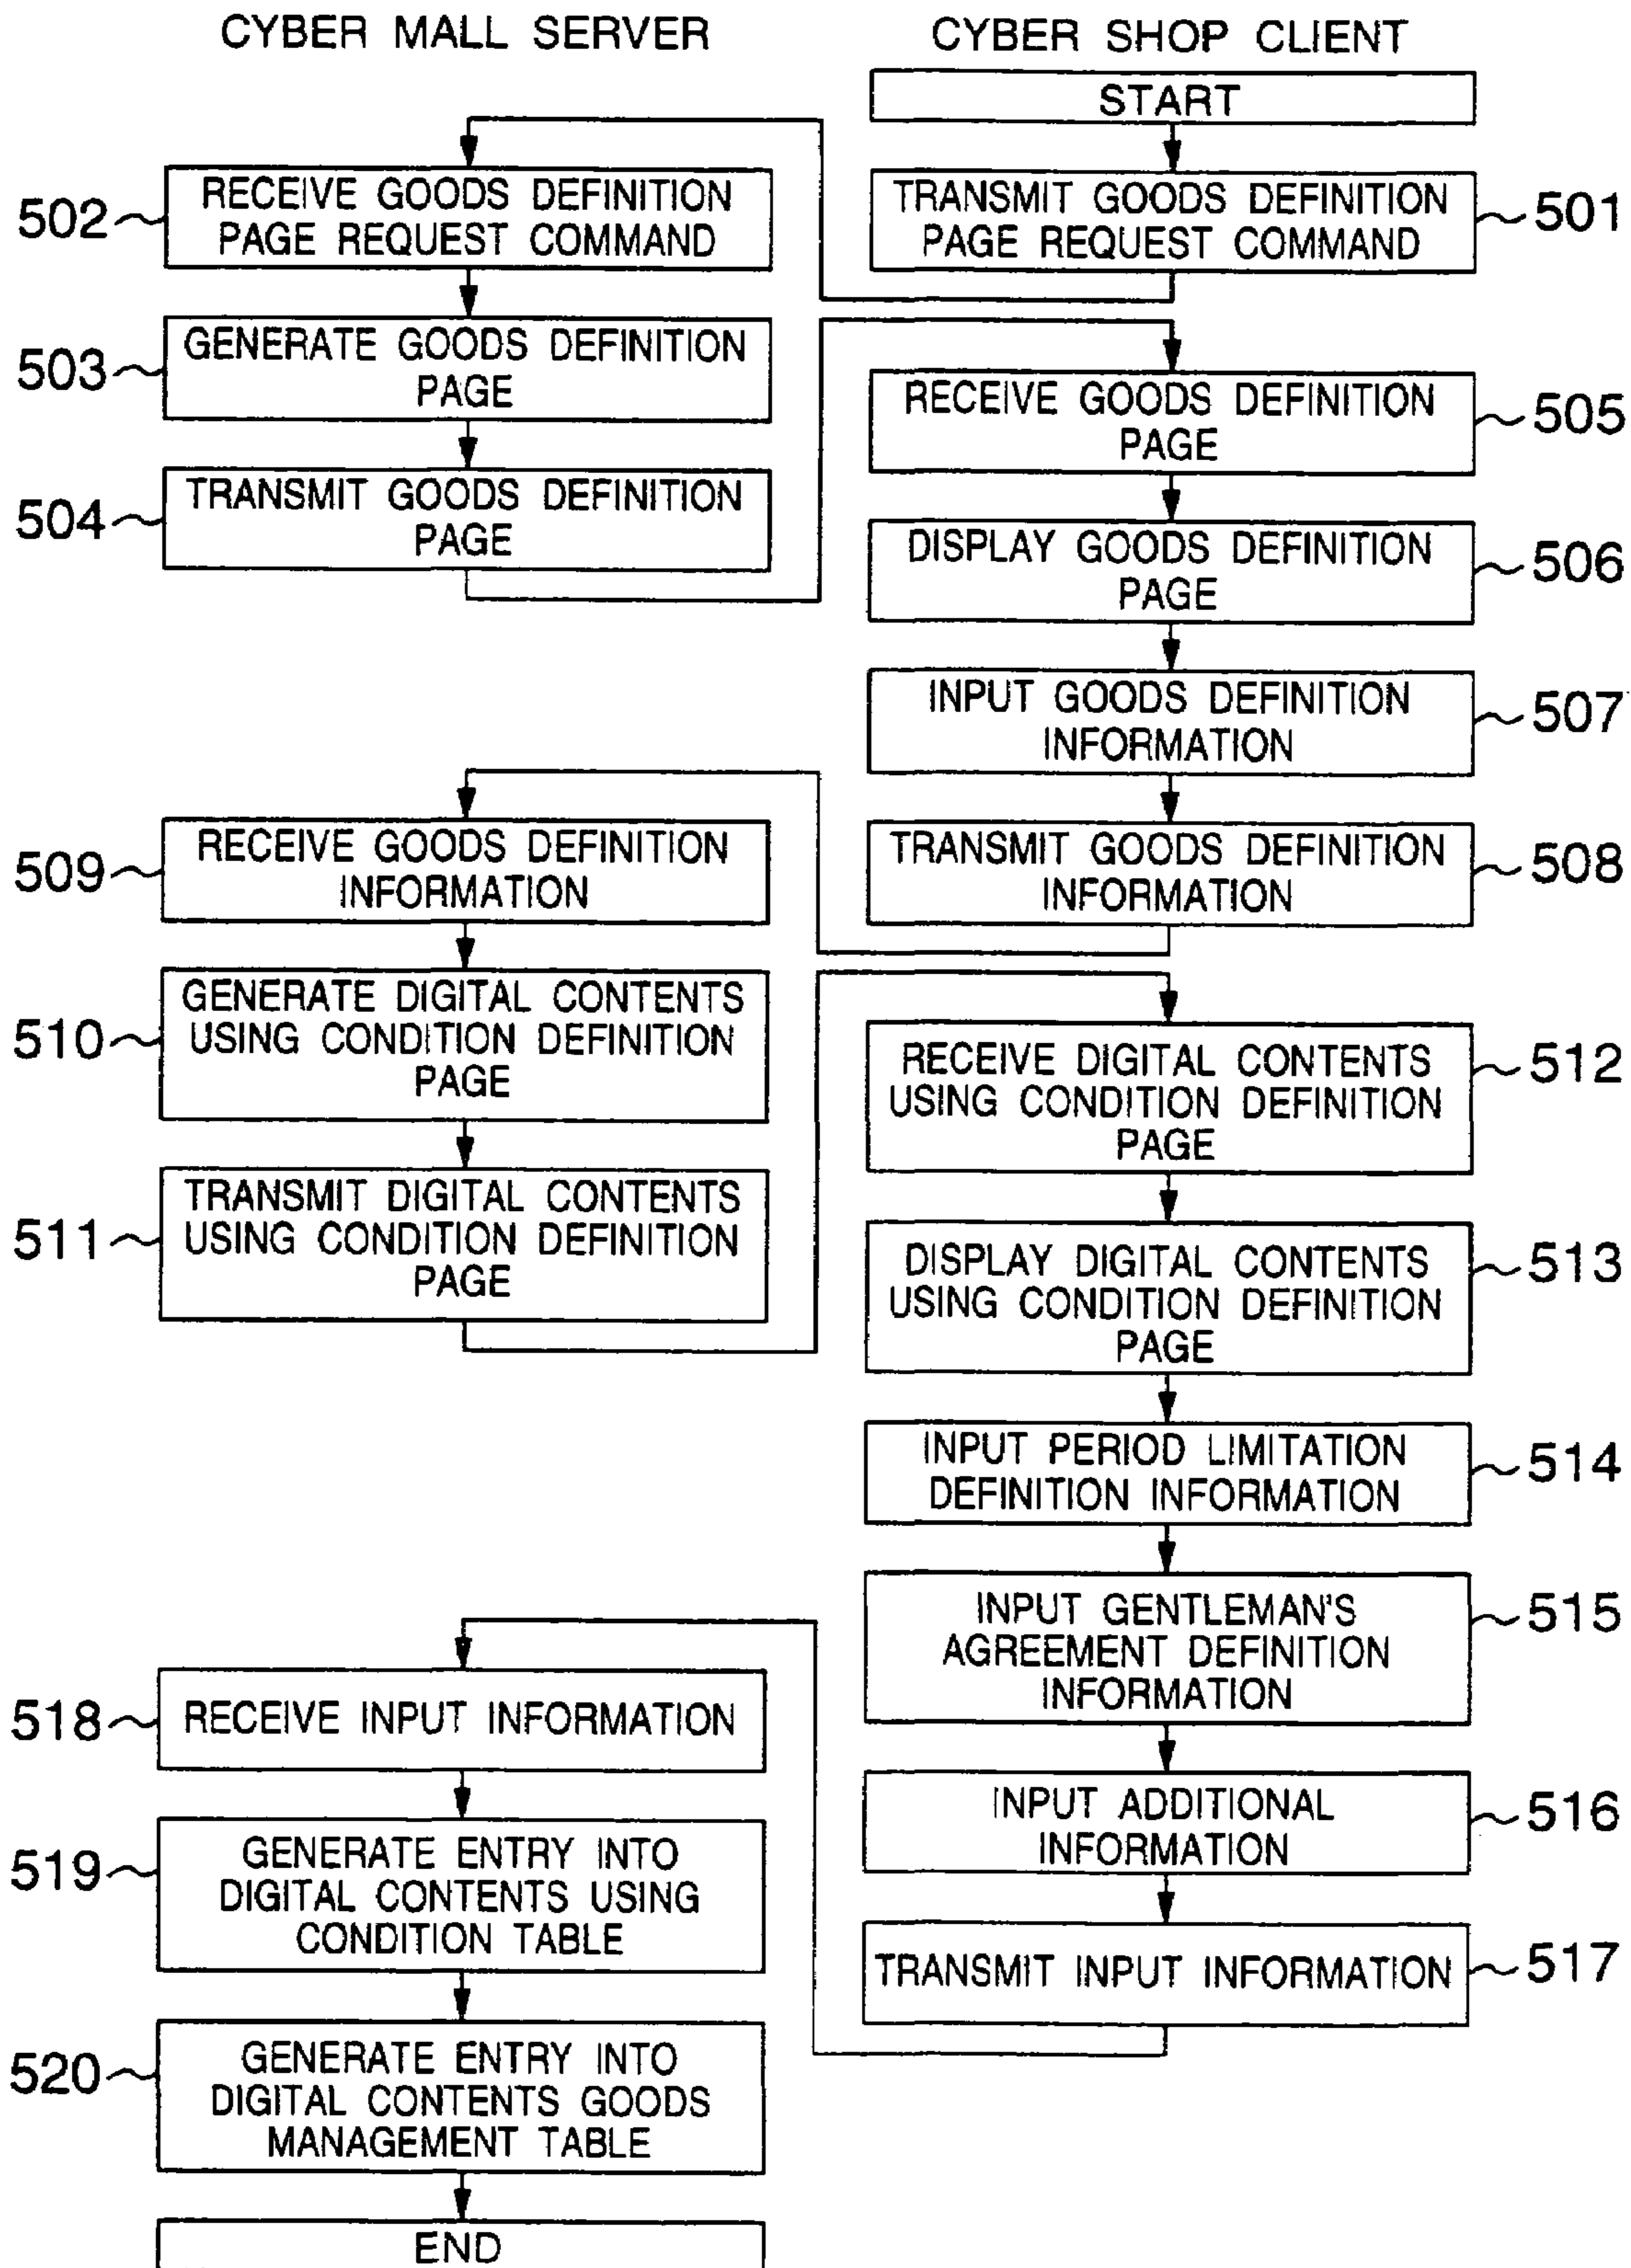 CYBER MALL SERVER
CYBER SHOP CLIENT
START
TRANSMIT GOODS DEFINITION
PAGE REQUEST COMMAND
501
502
RECEIVE GOODS DEFINITION
PAGE REQUEST COMMAND
503
GENERATE GOODS DEFINITION
PAGE
504
TRANSMIT GOODS DEFINITION
PAGE
RECEIVE GOODS DEFINITION
PAGE
505
DISPLAY GOODS DEFINITION
PAGE
506
INPUT GOODS DEFINITION
INFORMATION
507
TRANSMIT GOODS DEFINITION
INFORMATION
508
509
RECEIVE GOODS DEFINITION
INFORMATION
510
GENERATE DIGITAL CONTENTS
USING CONDITION DEFINITION
PAGE
511
TRANSMIT DIGITAL CONTENTS
USING CONDITION DEFINITION
PAGE
RECEIVE DIGITAL CONTENTS
USING CONDITION DEFINITION
PAGE
512
DISPLAY DIGITAL CONTENTS
USING CONDITION DEFINITION
PAGE
513
INPUT PERIOD LIMITATION
DEFINITION INFORMATION
514
INPUT GENTLEMAN'S
AGREEMENT DEFINITION
INFORMATION
515
INPUT ADDITIONAL
INFORMATION
516
TRANSMIT INPUT INFORMATION
517
518
RECEIVE INPUT INFORMATION
519
GENERATE ENTRY INTO
DIGITAL CONTENTS USING
CONDITION TABLE
520
GENERATE ENTRY INTO
DIGITAL CONTENTS GOODS
MANAGEMENT TABLE
END